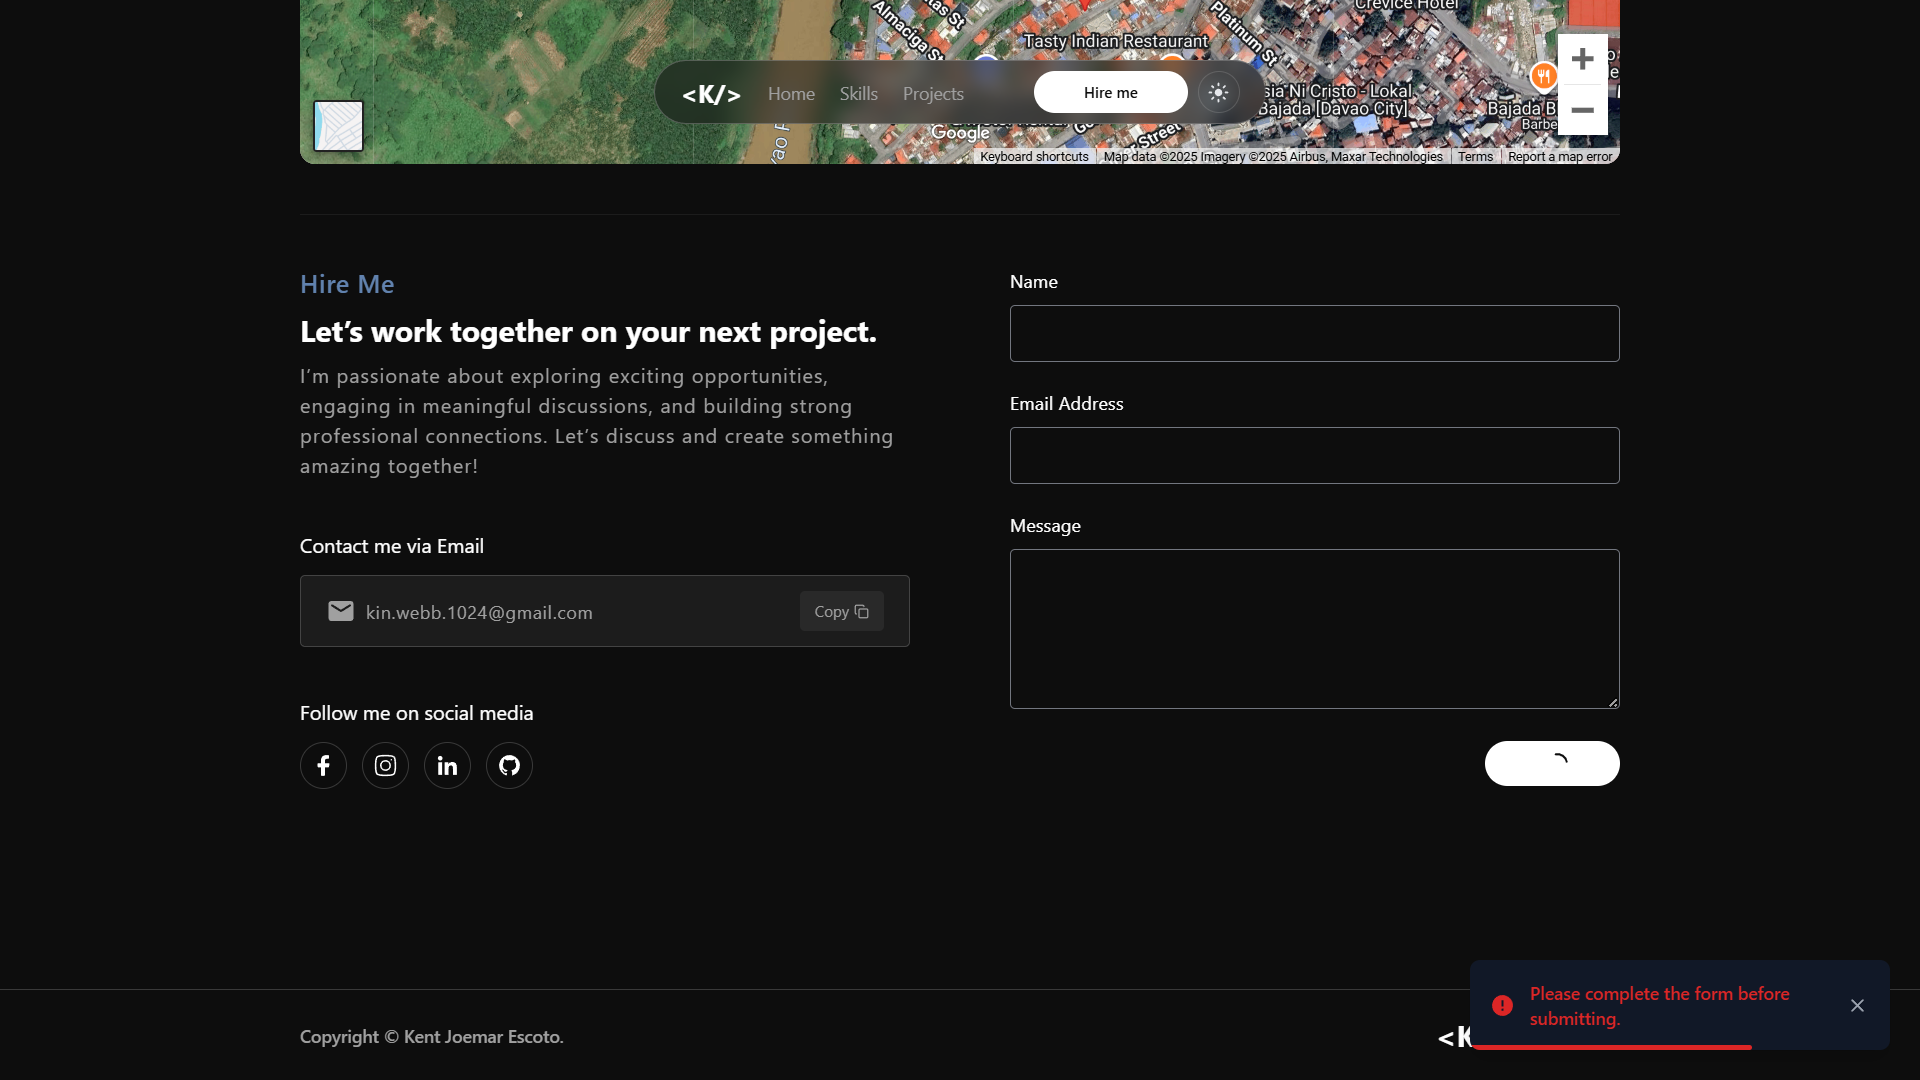 Almaciga St
Platinum St
Crevice Hotel
Tasty Indian Restaurant
<K/>
Home
Skills
Projects
Hire me
sia Ni Cristo - Lokal
Bajada [Davao City]
Bajada B
Barbe
Google
Street
Keyboard shortcuts
Map data ©2025 Imagery ©2025 Airbus, Maxar Technologies
Terms
Report a map error
Hire Me
Let’s work together on your next project.
I’m passionate about exploring exciting opportunities,
engaging in meaningful discussions, and building strong
professional connections. Let’s discuss and create something
amazing together!
Contact me via Email
kin.webb.1024@gmail.com
Copy
Follow me on social media
Name
Email Address
Message
Please complete the form before
submitting.
Copyright © Kent Joemar Escoto.
<K